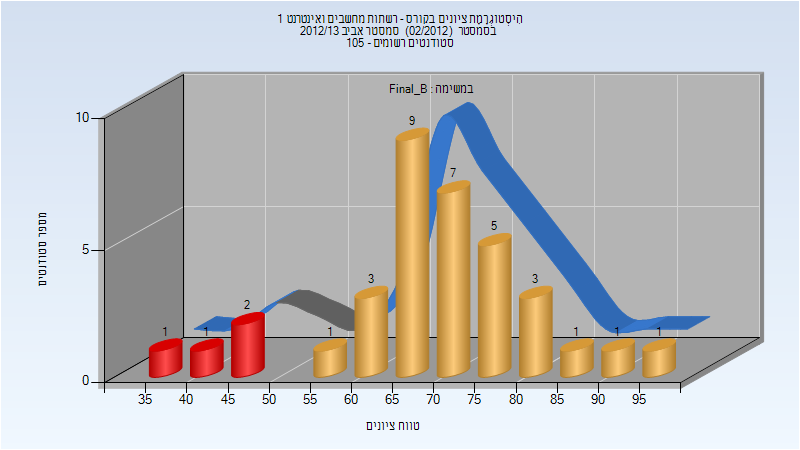 היסטוגרמת ציונים בקורס - רשתות מחשבים ואינטרנט 1
בסמסטר (02/2012) סמסטר אביב 2012/13
סטודנטים רשומים - 105
במשימה : Final_B
מספר סטודנטים
10
5
0
1
1
2
1
3
9
7
5
3
1
1
1
35 40 45 50 55 60 65 70 75 80 85 90 95
טווח ציונים